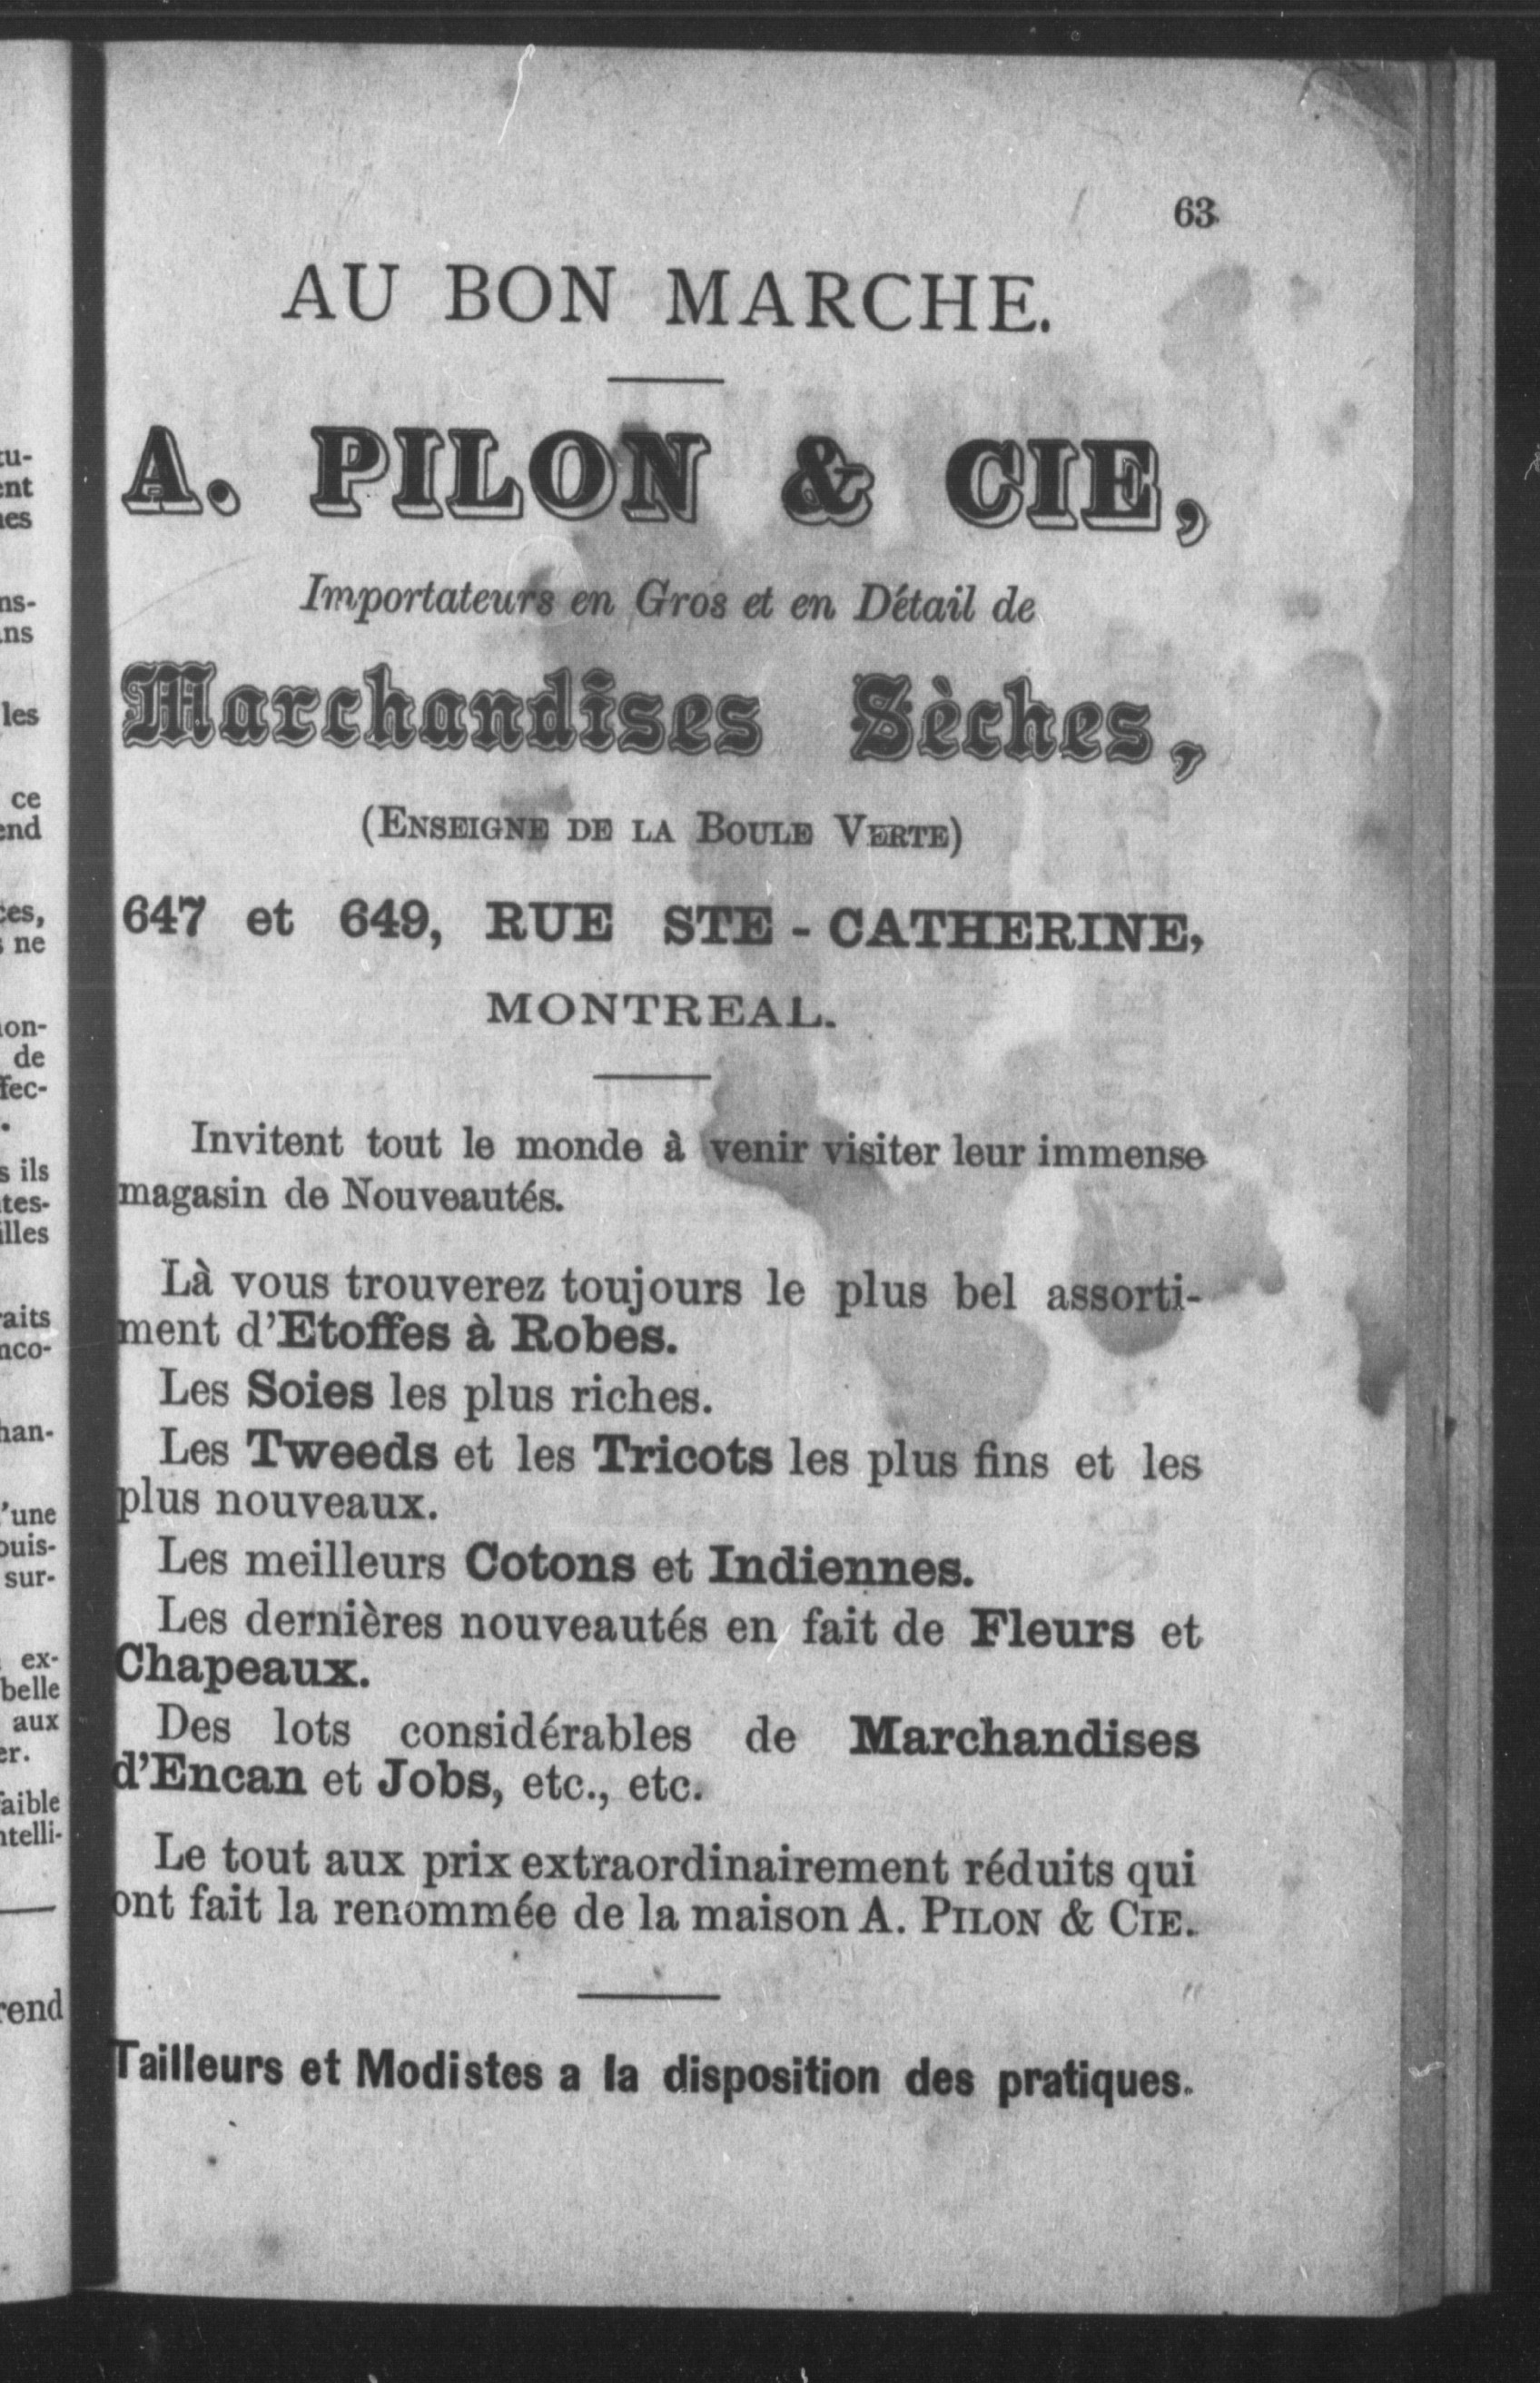 63
AU BON MARCHE.
A. PILON & CIE,
Importateurs en Gros et en Détail de
Marchandises Sèches,
(ENSEIGNE DE LA BOULE VERTE)
647 et 649, RUE STE-CATHERINE,
MONTREAL.
Invitent tout le monde à venir visiter leur immense
magasin de Nouveautés.
Là vous trouverez toujours le plus bel assorti-
ment d'Etoffes à Robes.
Les Soies les plus riches.
Les Tweeds et les Tricots les plus fins et les
plus nouveaux.
Les meilleurs Cotons et Indiennes.
Les dernières nouveautés en fait de Fleurs et
Chapeaux.
Des lots considérables de Marchandises
d'Encan et Jobs, etc., etc.
Le tout aux prix extraordinairement réduits qui
ont fait la renommée de la maison A. PILON & CIE.
Tailleurs et Modistes a la disposition des pratiques.